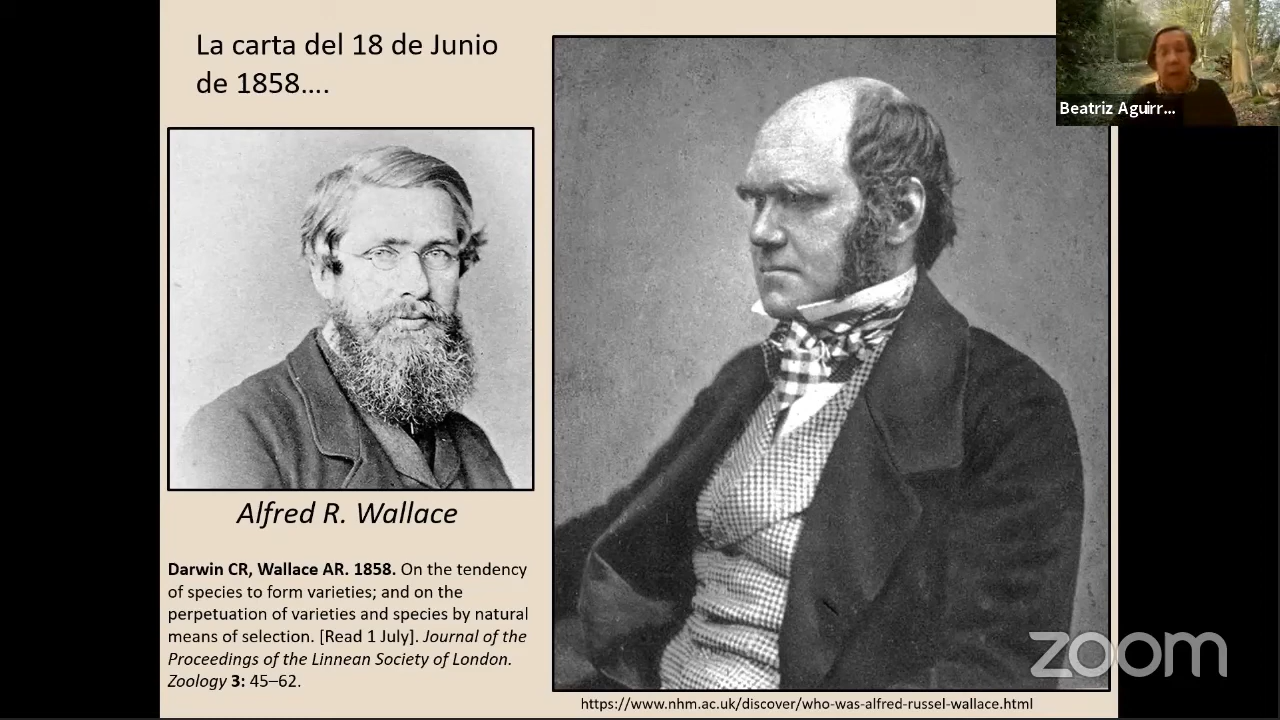 La carta del 18 de Junio
de 1858....
Beatriz Aguirr...
Alfred R. Wallace
Darwin CR, Wallace AR. 1858. On the tendency
of species to form varieties; and on the
perpetuation of varieties and species by natural
means of selection. [Read 1 July]. Journal of the
Proceedings of the Linnean Society of London.
Zoology 3: 45–62.
zoom
https://www.nhm.ac.uk/discover/who-was-alfred-russel-wallace.html